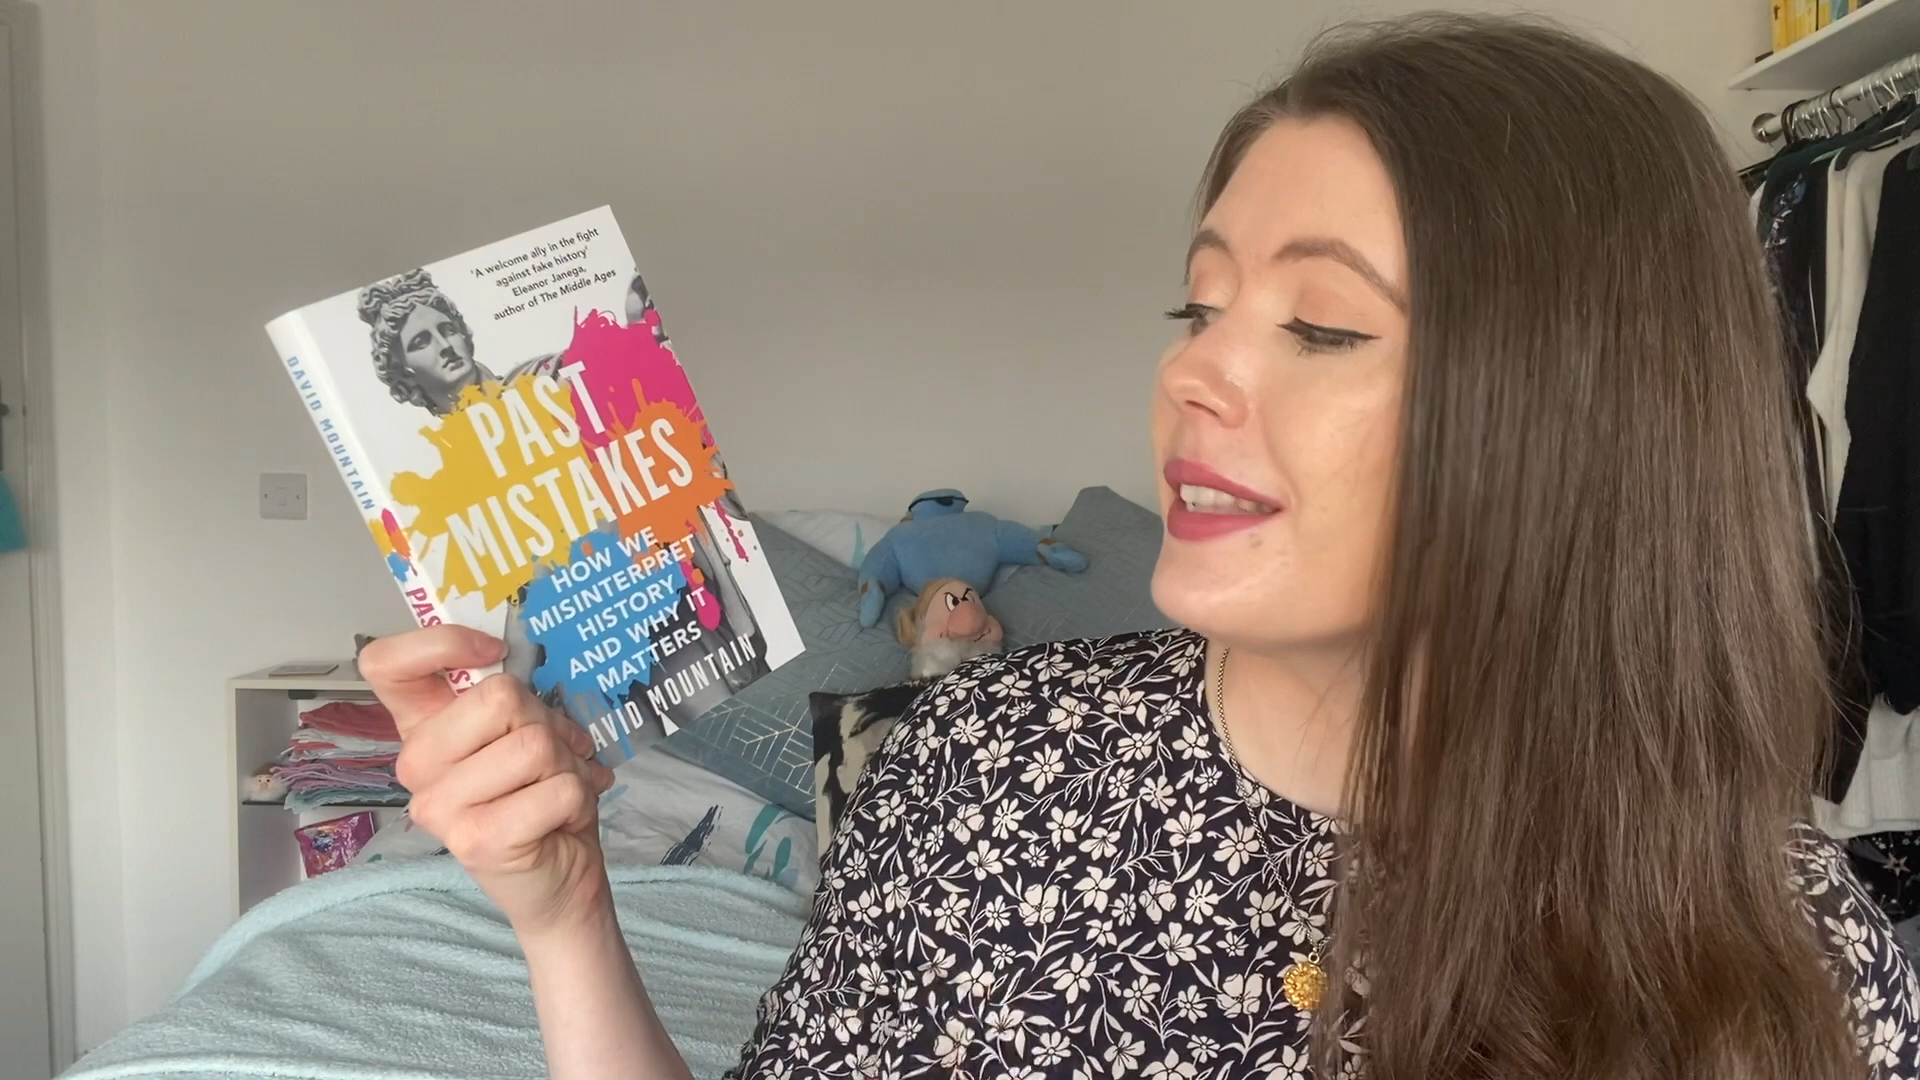 'A welcome ally in the fight
against fake history'
Eleanor Janega,
author of The Middle Ages
PAST
MISTAKES
HOW WE
MISINTERPRET
HISTORY
AND WHY IT
MATTERS
AVID MOUNTAIN
DAVID MOUNTAIN
PAS